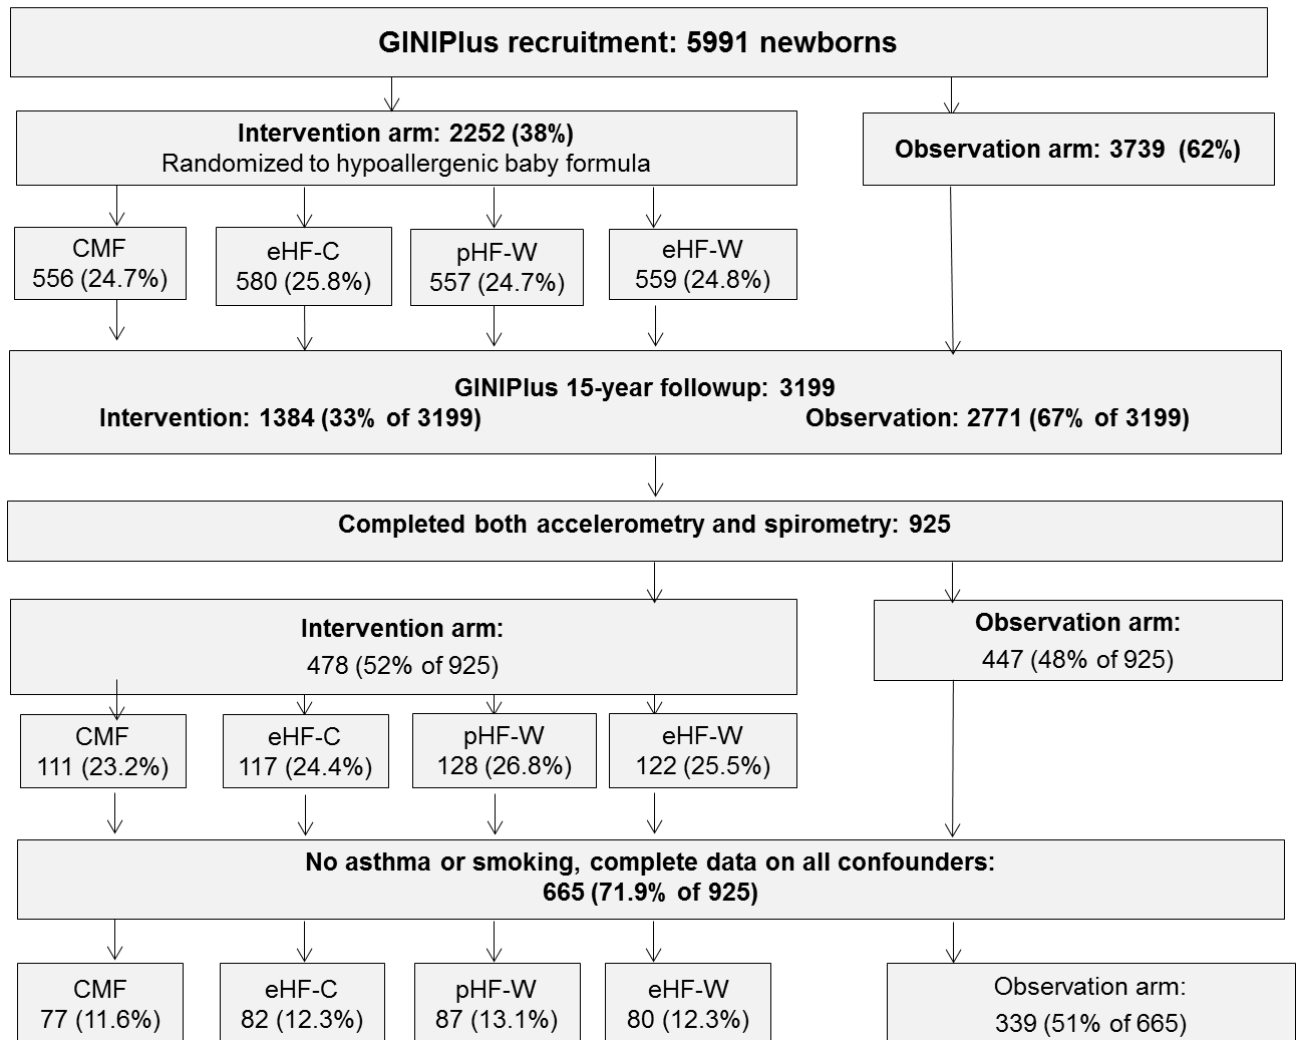 GINIPlus recruitment: 5991 newborns
Intervention arm: 2252 (38%)
Randomized to hypoallergenic baby formula
Observation arm: 3739 (62%)
CMF
556 (24.7%)
eHF-C
580 (25.8%)
pHF-W
557 (24.7%)
eHF-W
559 (24.8%)
GINIPlus 15-year followup: 3199
Intervention: 1384 (33% of 3199)
Observation: 2771 (67% of 3199)
Completed both accelerometry and spirometry: 925
Intervention arm:
478 (52% of 925)
Observation arm:
447 (48% of 925)
CMF
111 (23.2%)
eHF-C
117 (24.4%)
pHF-W
128 (26.8%)
eHF-W
122 (25.5%)
No asthma or smoking, complete data on all confounders:
665 (71.9% of 925)
CMF
77 (11.6%)
eHF-C
82 (12.3%)
pHF-W
87 (13.1%)
eHF-W
80 (12.3%)
Observation arm:
339 (51% of 665)